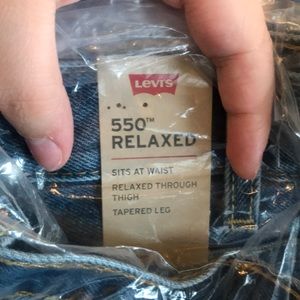 Levi's
550™
RELAXED
SITS AT WAIST
RELAXED THROUGH
THIGH
TAPERED LEG